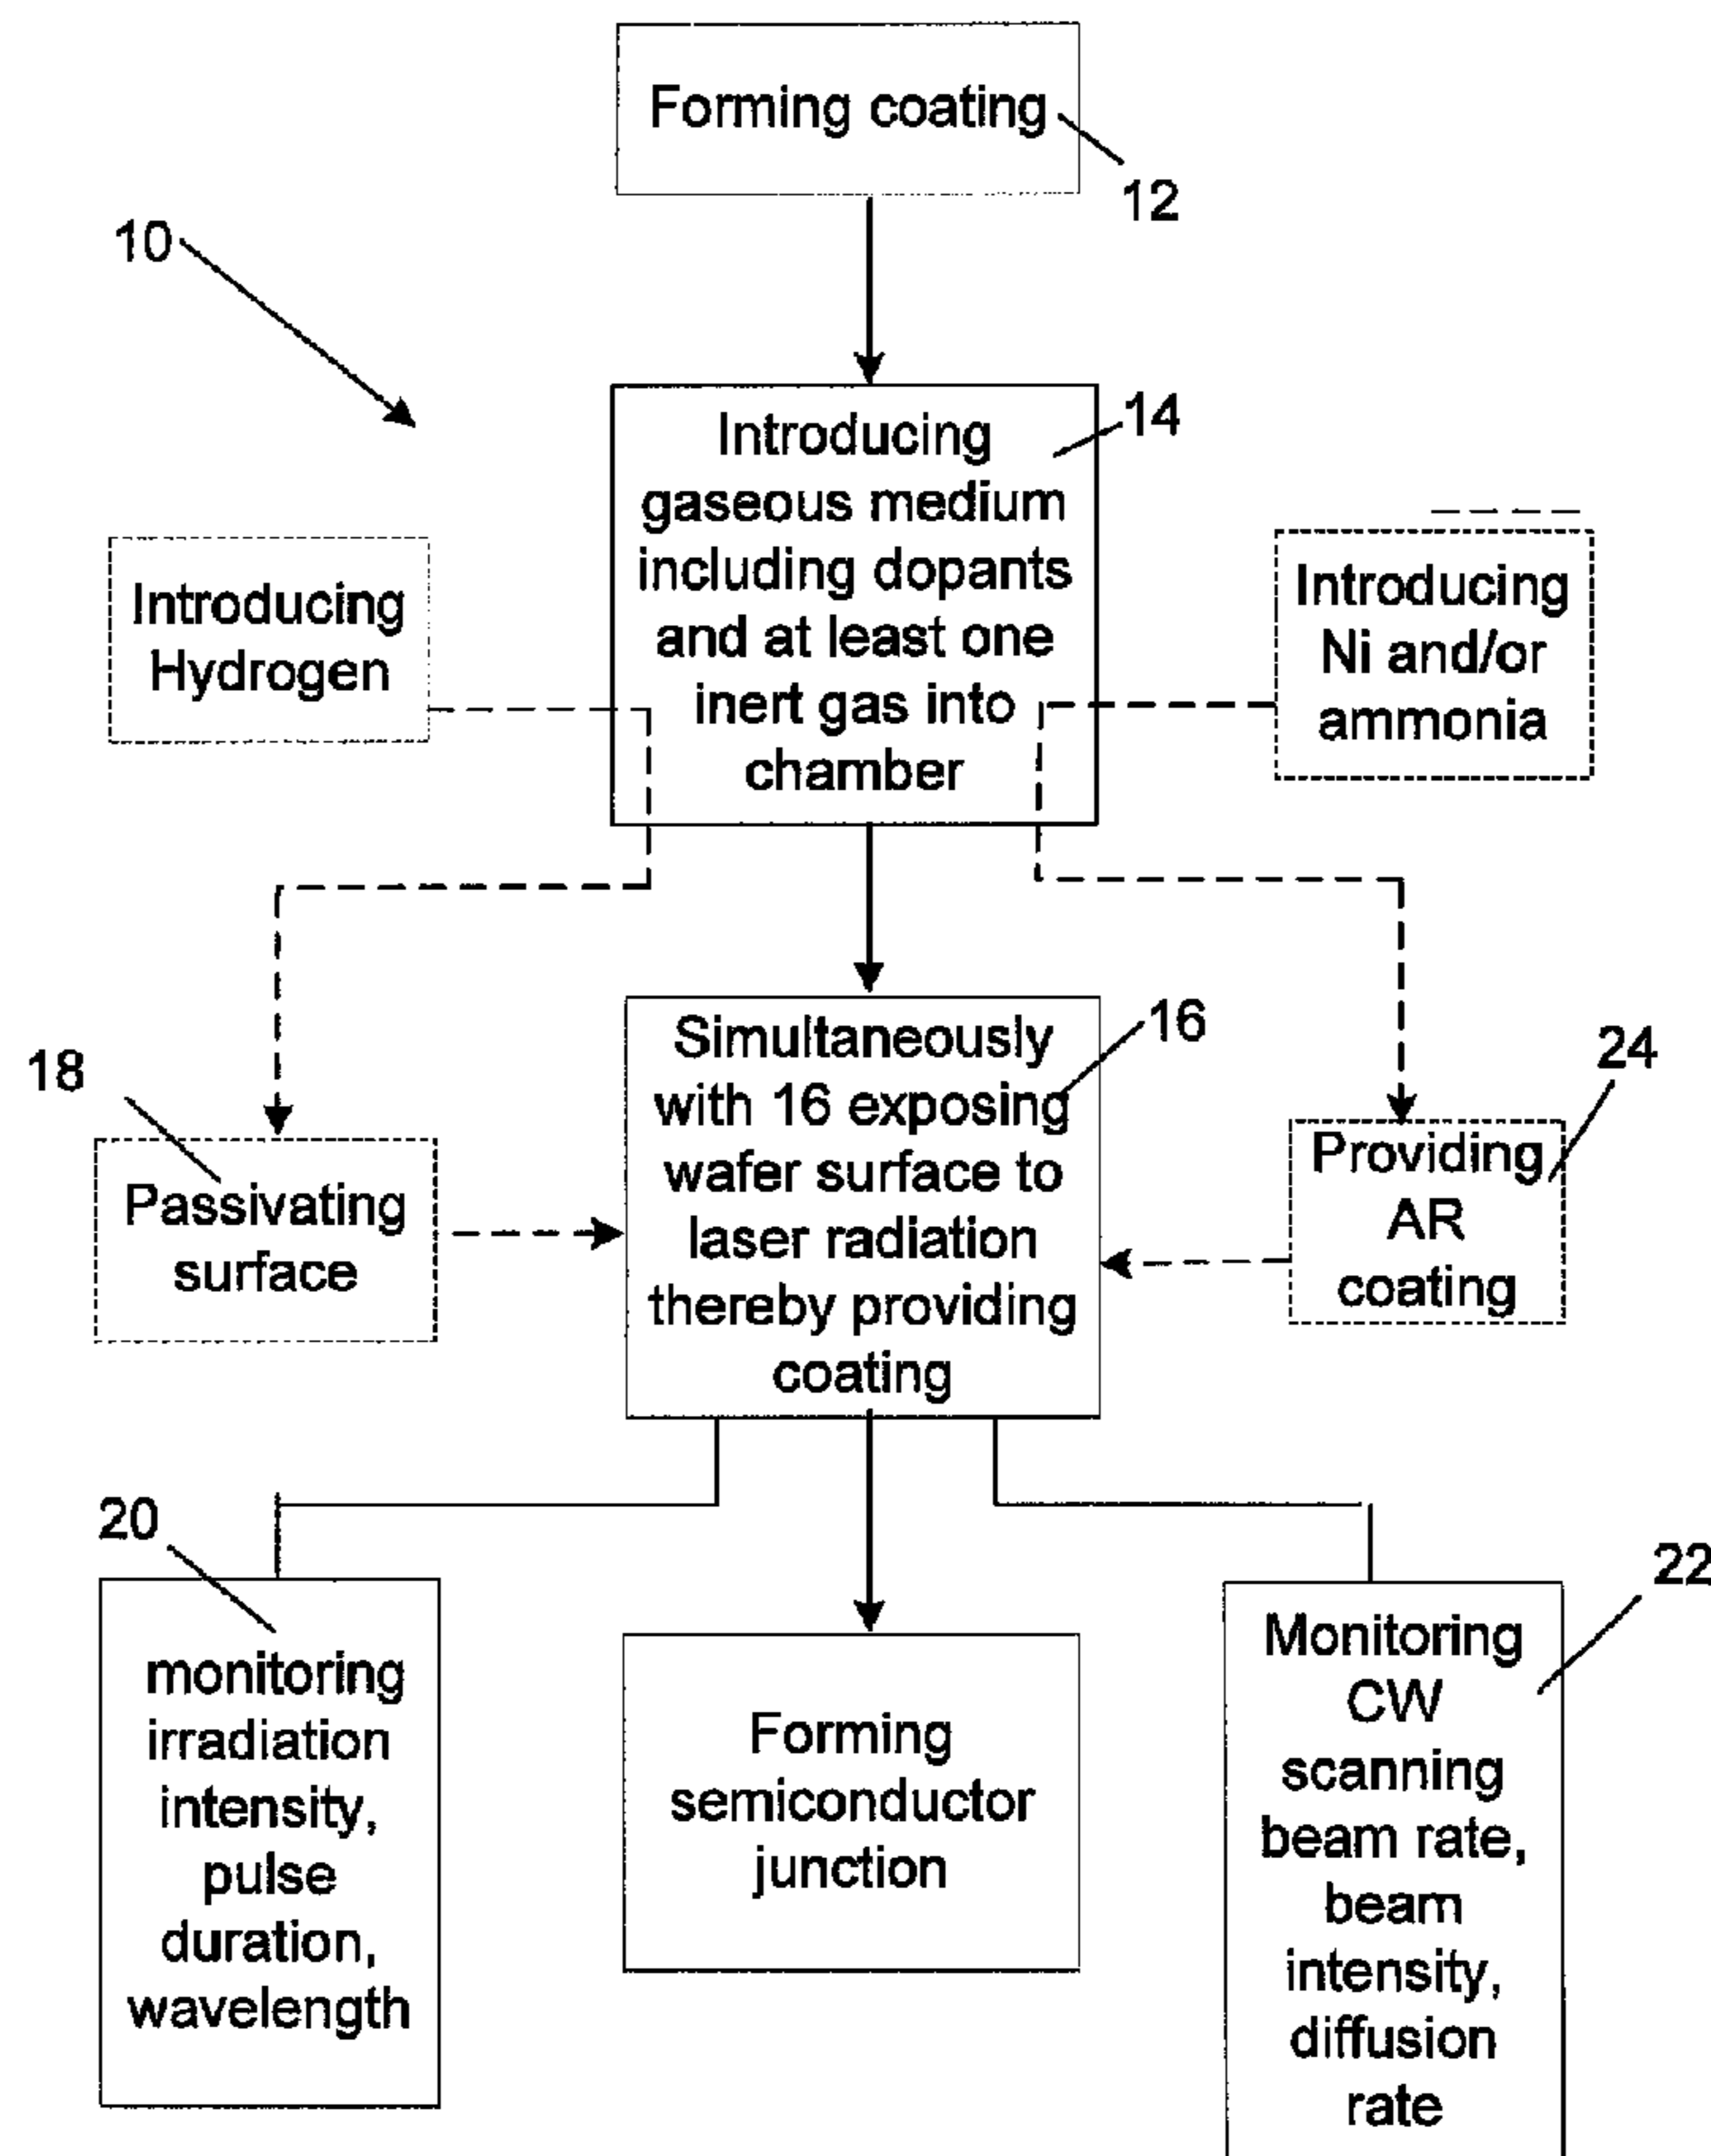 Forming coating
12
10
Introducing
gaseous medium
including dopants
and at least one
inert gas into
chamber
14
Introducing
Hydrogen
Introducing
Ni and/or
ammonia
Simultaneously
with 16 exposing
wafer surface to
laser radiation
thereby providing
coating
16
18
Passivating
surface
24
Providing
AR
coating
20
monitoring
irradiation
intensity,
pulse
duration,
wavelength
Forming
semiconductor
junction
22
Monitoring
CW
scanning
beam rate,
beam
intensity,
diffusion
rate